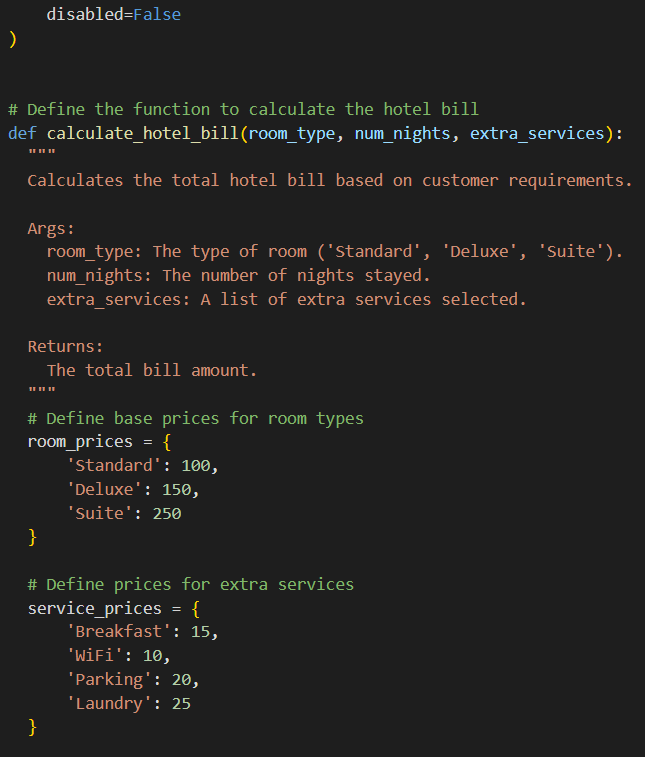 disabled=False
)
# Define the function to calculate the hotel bill
def calculate_hotel_bill(room_type, num_nights, extra_services):
  """
  Calculates the total hotel bill based on customer requirements.
  Args:
    room_type: The type of room ('Standard', 'Deluxe', 'Suite').
    num_nights: The number of nights stayed.
    extra_services: A list of extra services selected.
  Returns:
    The total bill amount.
  """
  # Define base prices for room types
  room_prices = {
      'Standard': 100,
      'Deluxe': 150,
      'Suite': 250
  }
  # Define prices for extra services
  service_prices = {
      'Breakfast': 15,
      'WiFi': 10,
      'Parking': 20,
      'Laundry': 25
  }